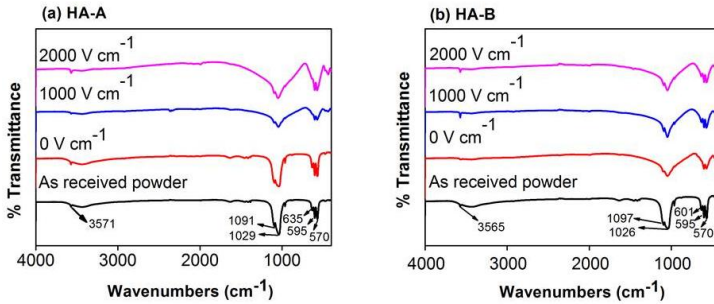 (a) HA-A
2000 V cm⁻¹
1000 V cm⁻¹
0 V cm⁻¹
As received powder
3571
1091
1029
635
595
570
% Transmittance
4000 3000 2000 1000
Wavenumbers (cm⁻¹)
(b) HA-B
2000 V cm⁻¹
1000 V cm⁻¹
0 V cm⁻¹
As received powder
3565
1097
1026
601
595
570
% Transmittance
4000 3000 2000 1000
Wavenumbers (cm⁻¹)